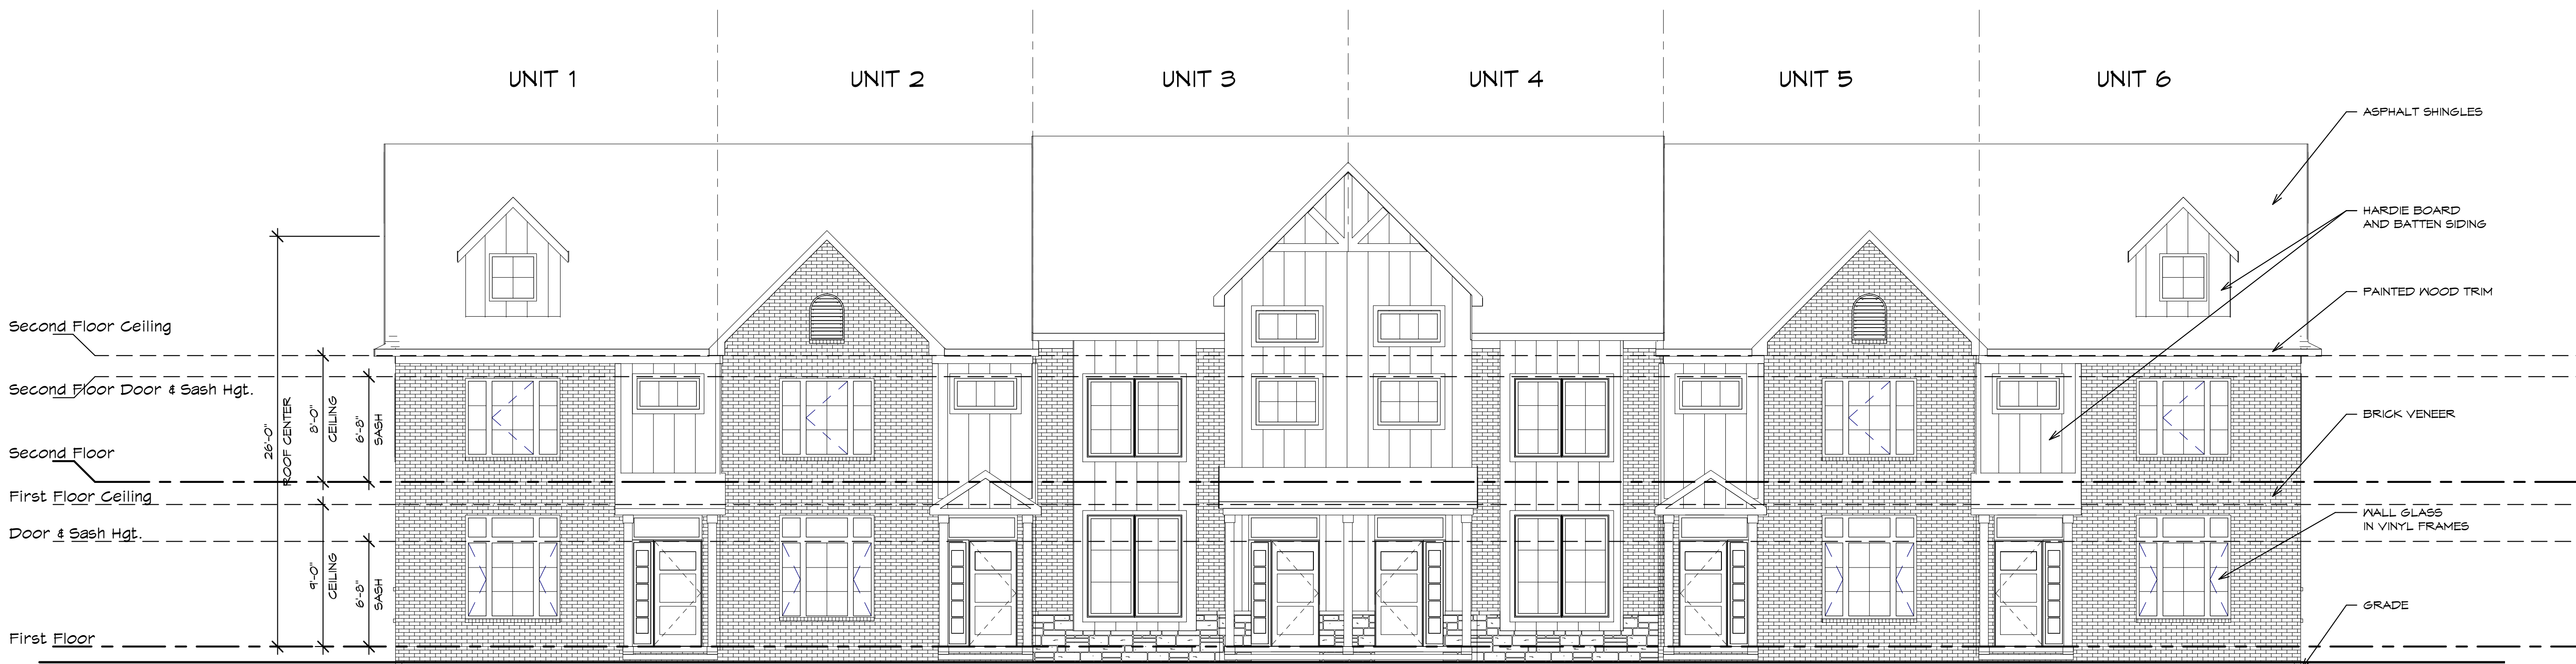 UNIT 1
UNIT 2
UNIT 3
UNIT 4
UNIT 5
UNIT 6
ASPHALT SHINGLES
HARDIE BOARD
AND BATTEN SIDING
PAINTED WOOD TRIM
BRICK VENEER
WALL GLASS
IN VINYL FRAMES
GRADE
Second Floor Ceiling
Second Floor Door & Sash Hgt.
Second Floor
First Floor Ceiling
Door & Sash Hgt.
First Floor
26'-0"
ROOF CENTER
8'-0"
CEILING
6'-8"
SASH
9'-0"
CEILING
6'-8"
SASH